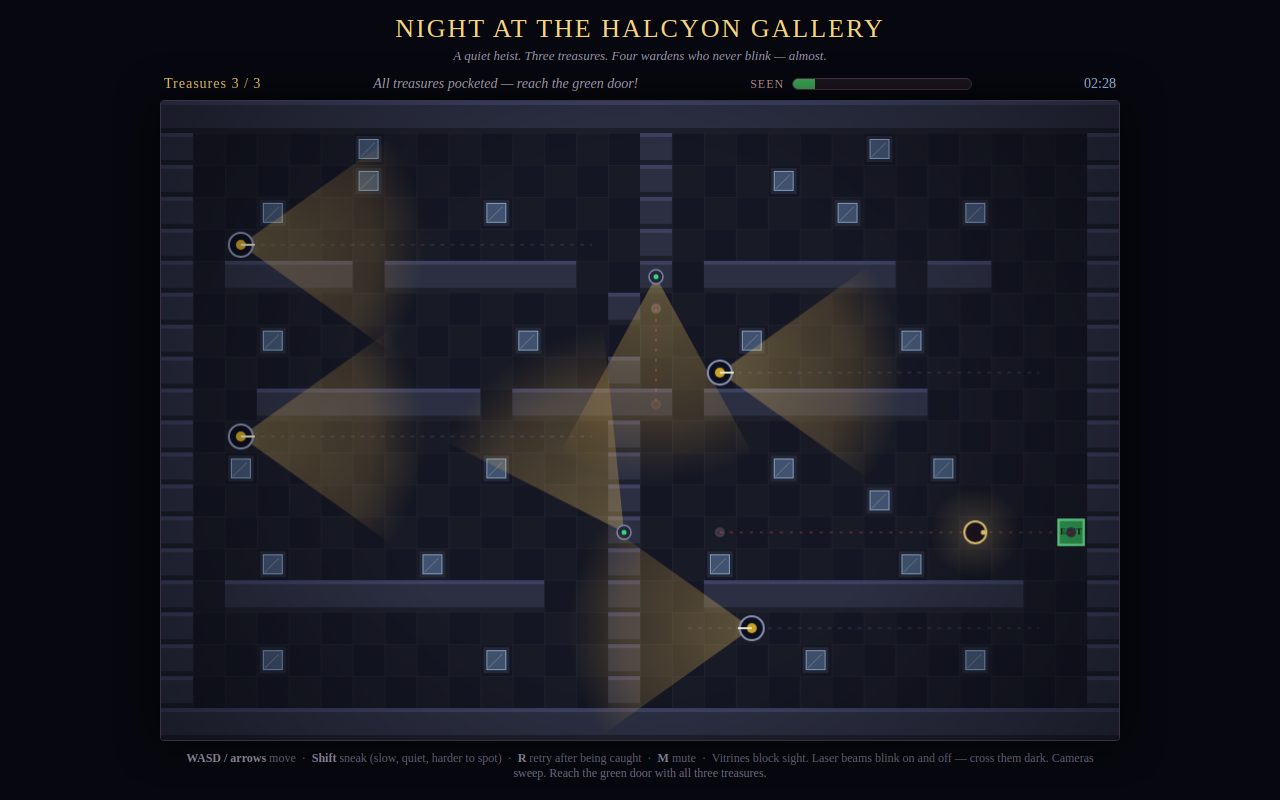 NIGHT AT THE HALCYON GALLERY
A quiet heist. Three treasures. Four wardens who never blink — almost.
Treasures 3 / 3
All treasures pocketed — reach the green door!
SEEN
02:28
EXIT
WASD / arrows move · Shift sneak (slow, quiet, harder to spot) · R retry after being caught · M mute · Vitrines block sight. Laser beams blink on and off — cross them dark. Cameras
sweep. Reach the green door with all three treasures.